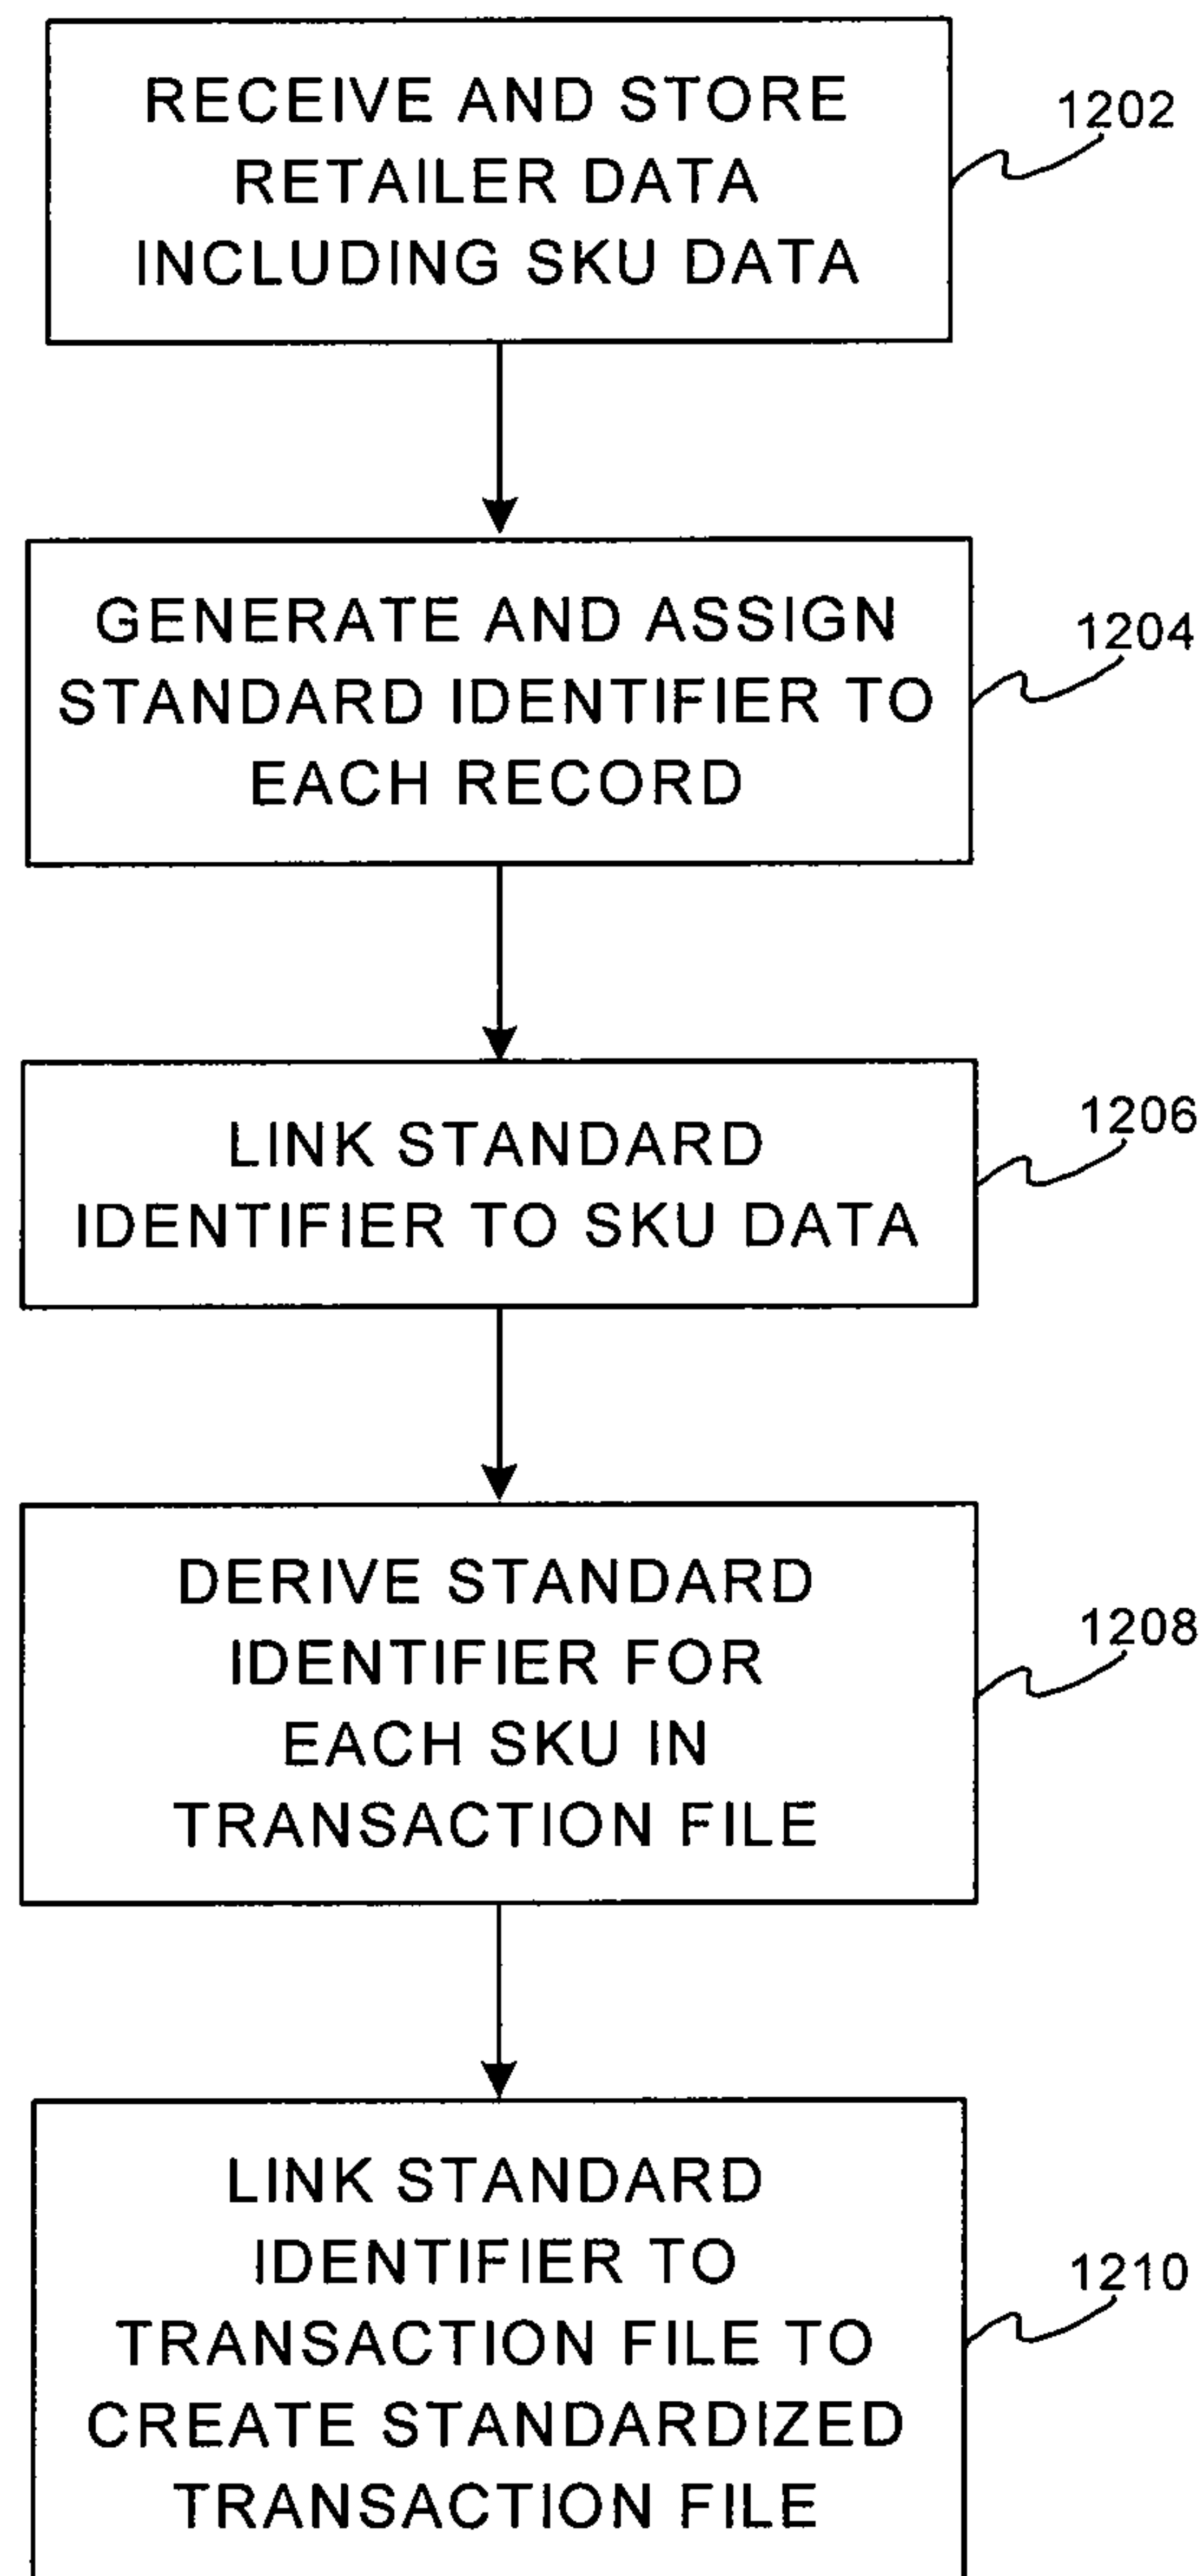 RECEIVE AND STORE
RETAILER DATA
INCLUDING SKU DATA
1202
GENERATE AND ASSIGN
STANDARD IDENTIFIER TO
EACH RECORD
1204
LINK STANDARD
IDENTIFIER TO SKU DATA
1206
DERIVE STANDARD
IDENTIFIER FOR
EACH SKU IN
TRANSACTION FILE
1208
LINK STANDARD
IDENTIFIER TO
TRANSACTION FILE TO
CREATE STANDARDIZED
TRANSACTION FILE
1210